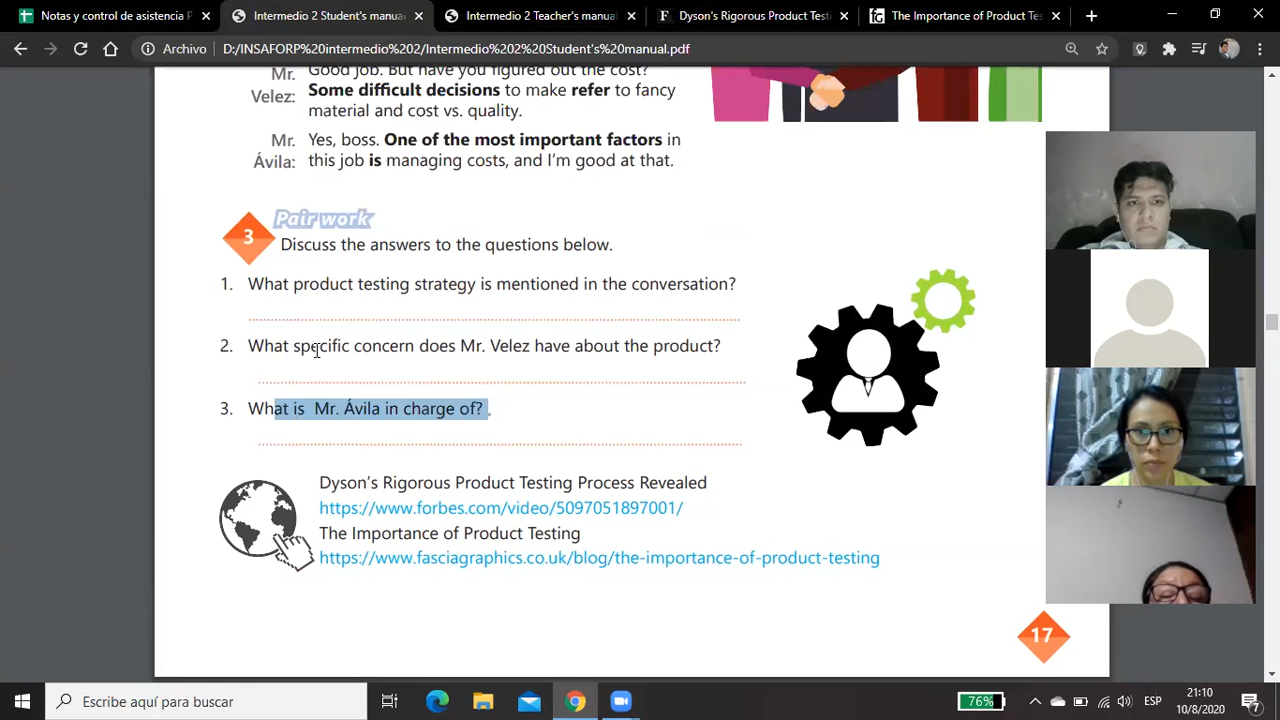 Notas y control de asistencia P
Intermedio 2 Student's manual
Intermedio 2 Teacher's manual
Dyson's Rigorous Product Testi
The Importance of Product Tes
Archivo
D:/INSAFORP%20intermedio%202/Intermedio%202%20Student's%20manual.pdf
Mr. Good Job. But have you figured out the cost?
Velez: Some difficult decisions to make refer to fancy
material and cost vs. quality.
Mr. Yes, boss. One of the most important factors in
Ávila: this job is managing costs, and I'm good at that.
Pair work
3
Discuss the answers to the questions below.
1. What product testing strategy is mentioned in the conversation?
2. What specific concern does Mr. Velez have about the product?
3. What is Mr. Ávila in charge of?
Dyson's Rigorous Product Testing Process Revealed
https://www.forbes.com/video/5097051897001/
The Importance of Product Testing
https://www.fasciagraphics.co.uk/blog/the-importance-of-product-testing
17
Escribe aquí para buscar
76%
ESP
21:10
10/8/2020
7